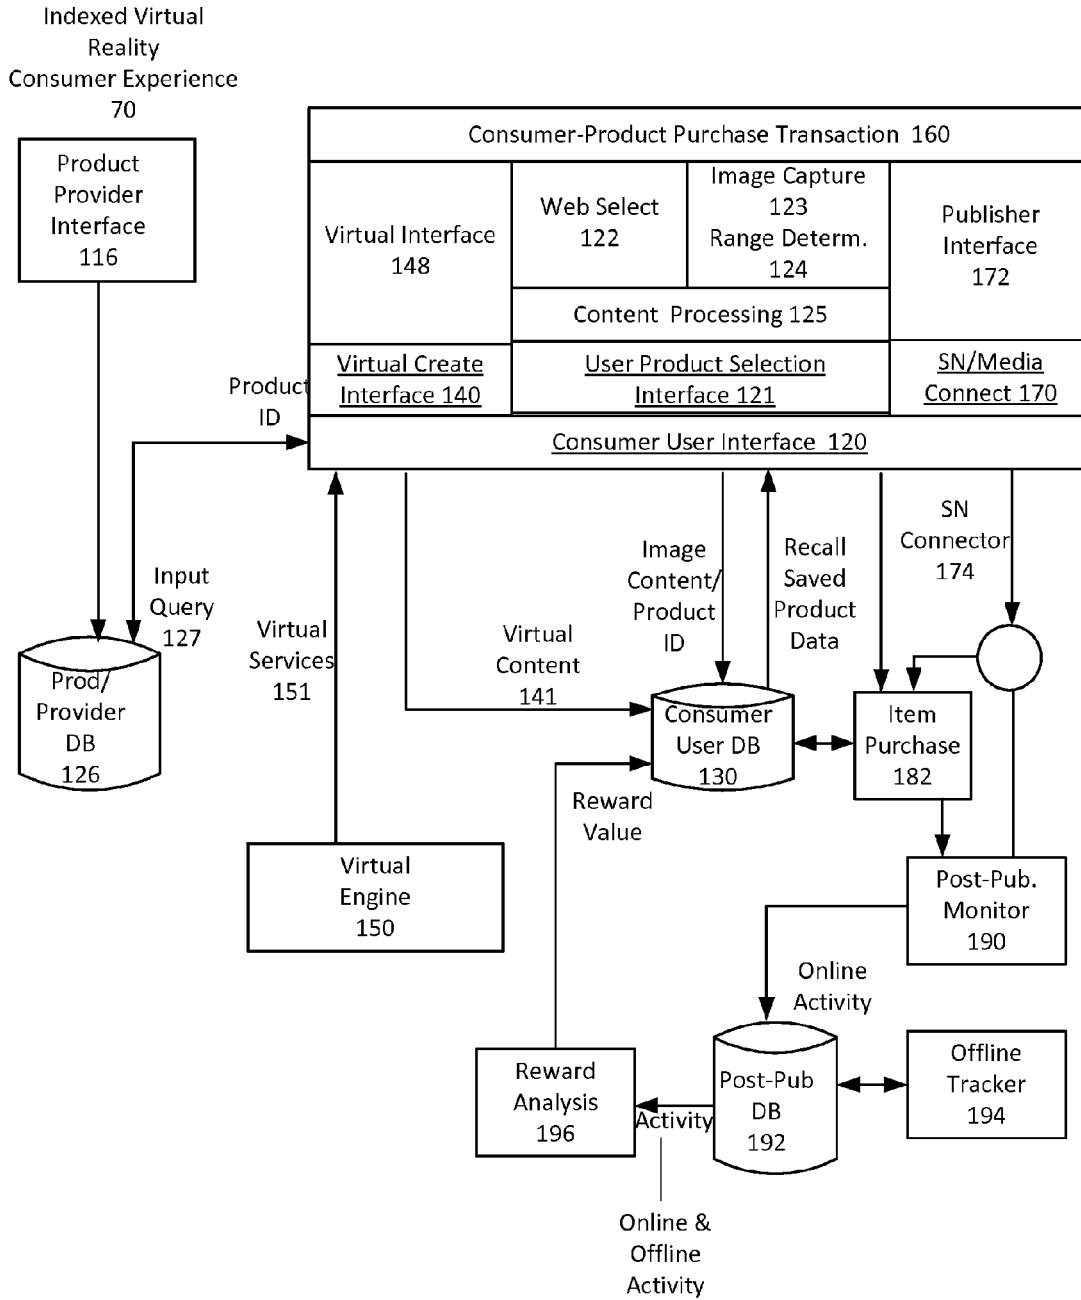 Indexed Virtual
Reality
Consumer Experience
70
Product
Provider
Interface
116
Consumer-Product Purchase Transaction 160
Virtual Interface
148
Web Select
122
Image Capture
123
Range Determ.
124
Publisher
Interface
172
Content Processing 125
Virtual Create
Interface 140
User Product Selection
Interface 121
SN/Media
Connect 170
Product
ID
Consumer User Interface 120
Input
Query
127
Virtual
Services
151
Virtual
Content
141
Image
Content/
Product
ID
Recall
Saved
Product
Data
SN
Connector
174
Prod/
Provider
DB
126
Consumer
User DB
130
Item
Purchase
182
Reward
Value
Virtual
Engine
150
Post-Pub.
Monitor
190
Online
Activity
Reward
Analysis
196
Activity
Post-Pub
DB
192
Offline
Tracker
194
Online &
Offline
Activity